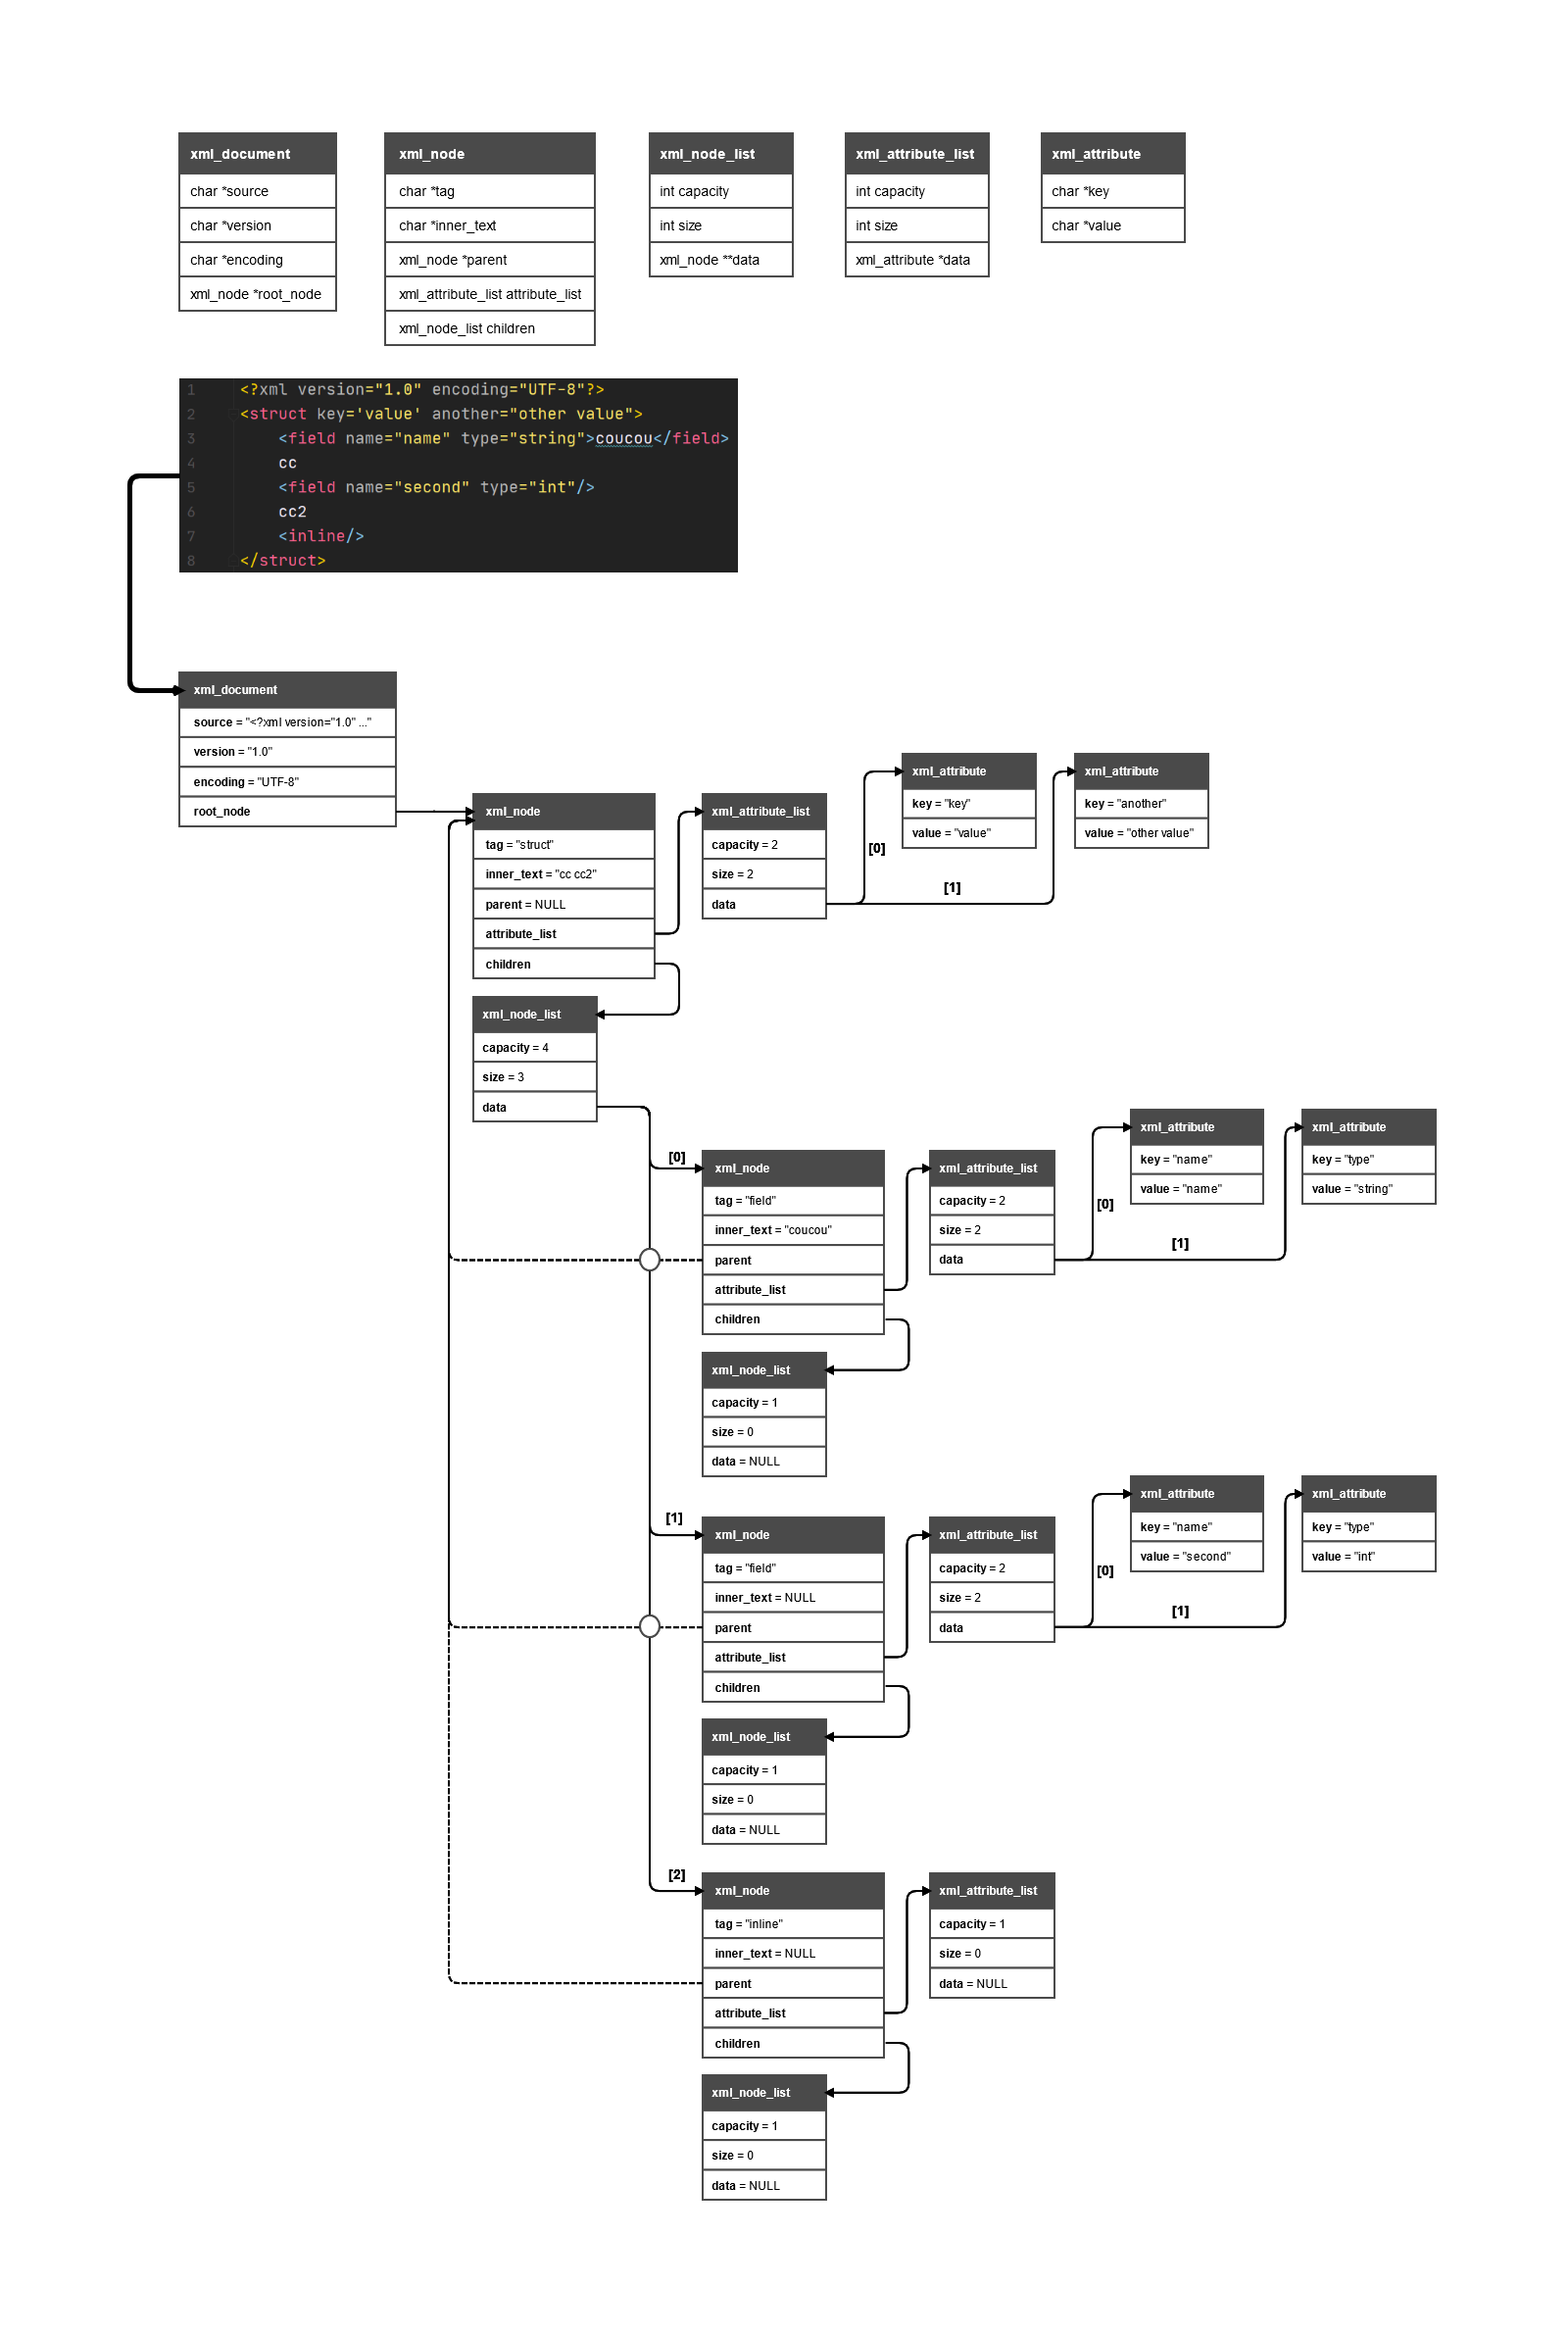 xml_document
char *source
char *version
char *encoding
xml_node *root_node
xml_node
char *tag
char *inner_text
xml_node *parent
xml_attribute_list attribute_list
xml_node_list children
xml_node_list
int capacity
int size
xml_node **data
xml_attribute_list
int capacity
int size
xml_attribute *data
xml_attribute
char *key
char *value
1 <?xml version="1.0" encoding="UTF-8"?>
2 <struct key='value' another="other value">
3 <field name="name" type="string">coucou</field>
4 cc
5 <field name="second" type="int"/>
6 cc2
7 <inline/>
8 </struct>
xml_document
source = "<?xml version="1.0" ..."
version = "1.0"
encoding = "UTF-8"
root_node
xml_node
tag = "struct"
inner_text = "cc cc2"
parent = NULL
attribute_list
children
xml_attribute_list
capacity = 2
size = 2
data
[0]
xml_attribute
key = "key"
value = "value"
[1]
xml_attribute
key = "another"
value = "other value"
xml_node_list
capacity = 4
size = 3
data
[0]
xml_node
tag = "field"
inner_text = "coucou"
parent
attribute_list
children
xml_attribute_list
capacity = 2
size = 2
data
[0]
xml_attribute
key = "name"
value = "name"
[1]
xml_attribute
key = "type"
value = "string"
xml_node_list
capacity = 1
size = 0
data = NULL
[1]
xml_node
tag = "field"
inner_text = NULL
parent
attribute_list
children
xml_attribute_list
capacity = 2
size = 2
data
[0]
xml_attribute
key = "name"
value = "second"
[1]
xml_attribute
key = "type"
value = "int"
xml_node_list
capacity = 1
size = 0
data = NULL
[2]
xml_node
tag = "inline"
inner_text = NULL
parent
attribute_list
children
xml_attribute_list
capacity = 1
size = 0
data = NULL
xml_node_list
capacity = 1
size = 0
data = NULL